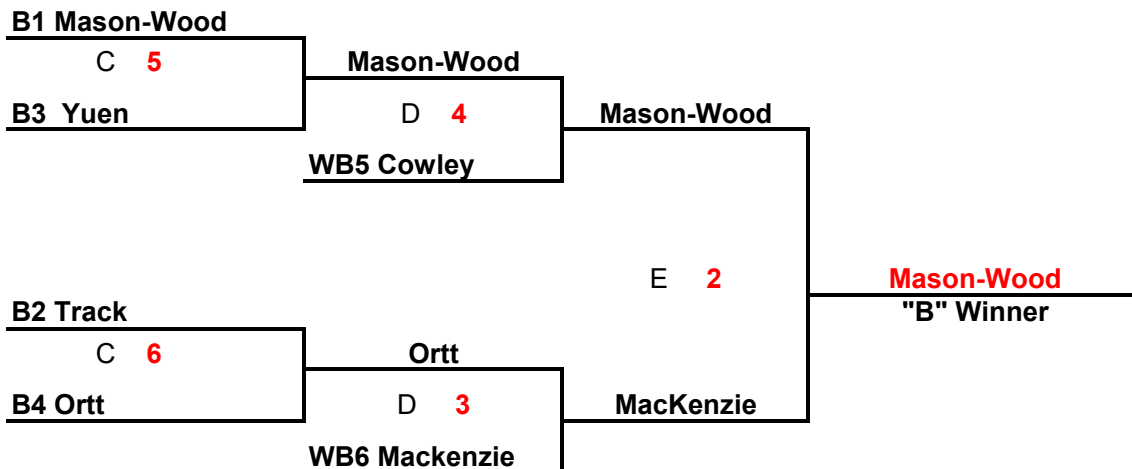 B1 Mason-Wood
C 5
Mason-Wood
B3 Yuen
D 4
Mason-Wood
WB5 Cowley
E 2
Mason-Wood
"B" Winner
B2 Track
C 6
Ortt
B4 Ortt
D 3
MacKenzie
WB6 Mackenzie